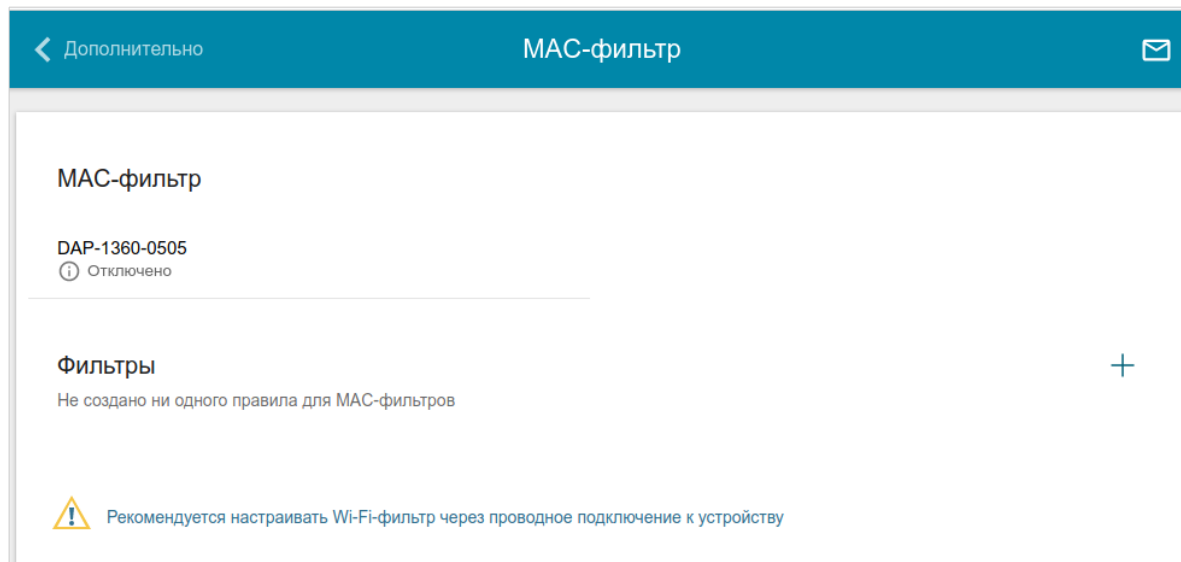 Дополнительно
MAC-фильтр
MAC-фильтр
DAP-1360-0505
Отключено
Фильтры
Не создано ни одного правила для MAC-фильтров
Рекомендуется настраивать Wi-Fi-фильтр через проводное подключение к устройству